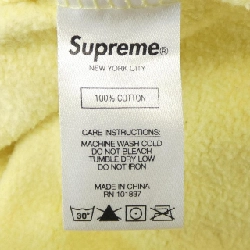 Supreme®
NEW YORK CITY
100% COTTON
CARE INSTRUCTIONS:
MACHINE WASH COLD
DO NOT BLEACH
TUMBLE DRY LOW
DO NOT IRON
MADE IN CHINA
RN 101837
30°